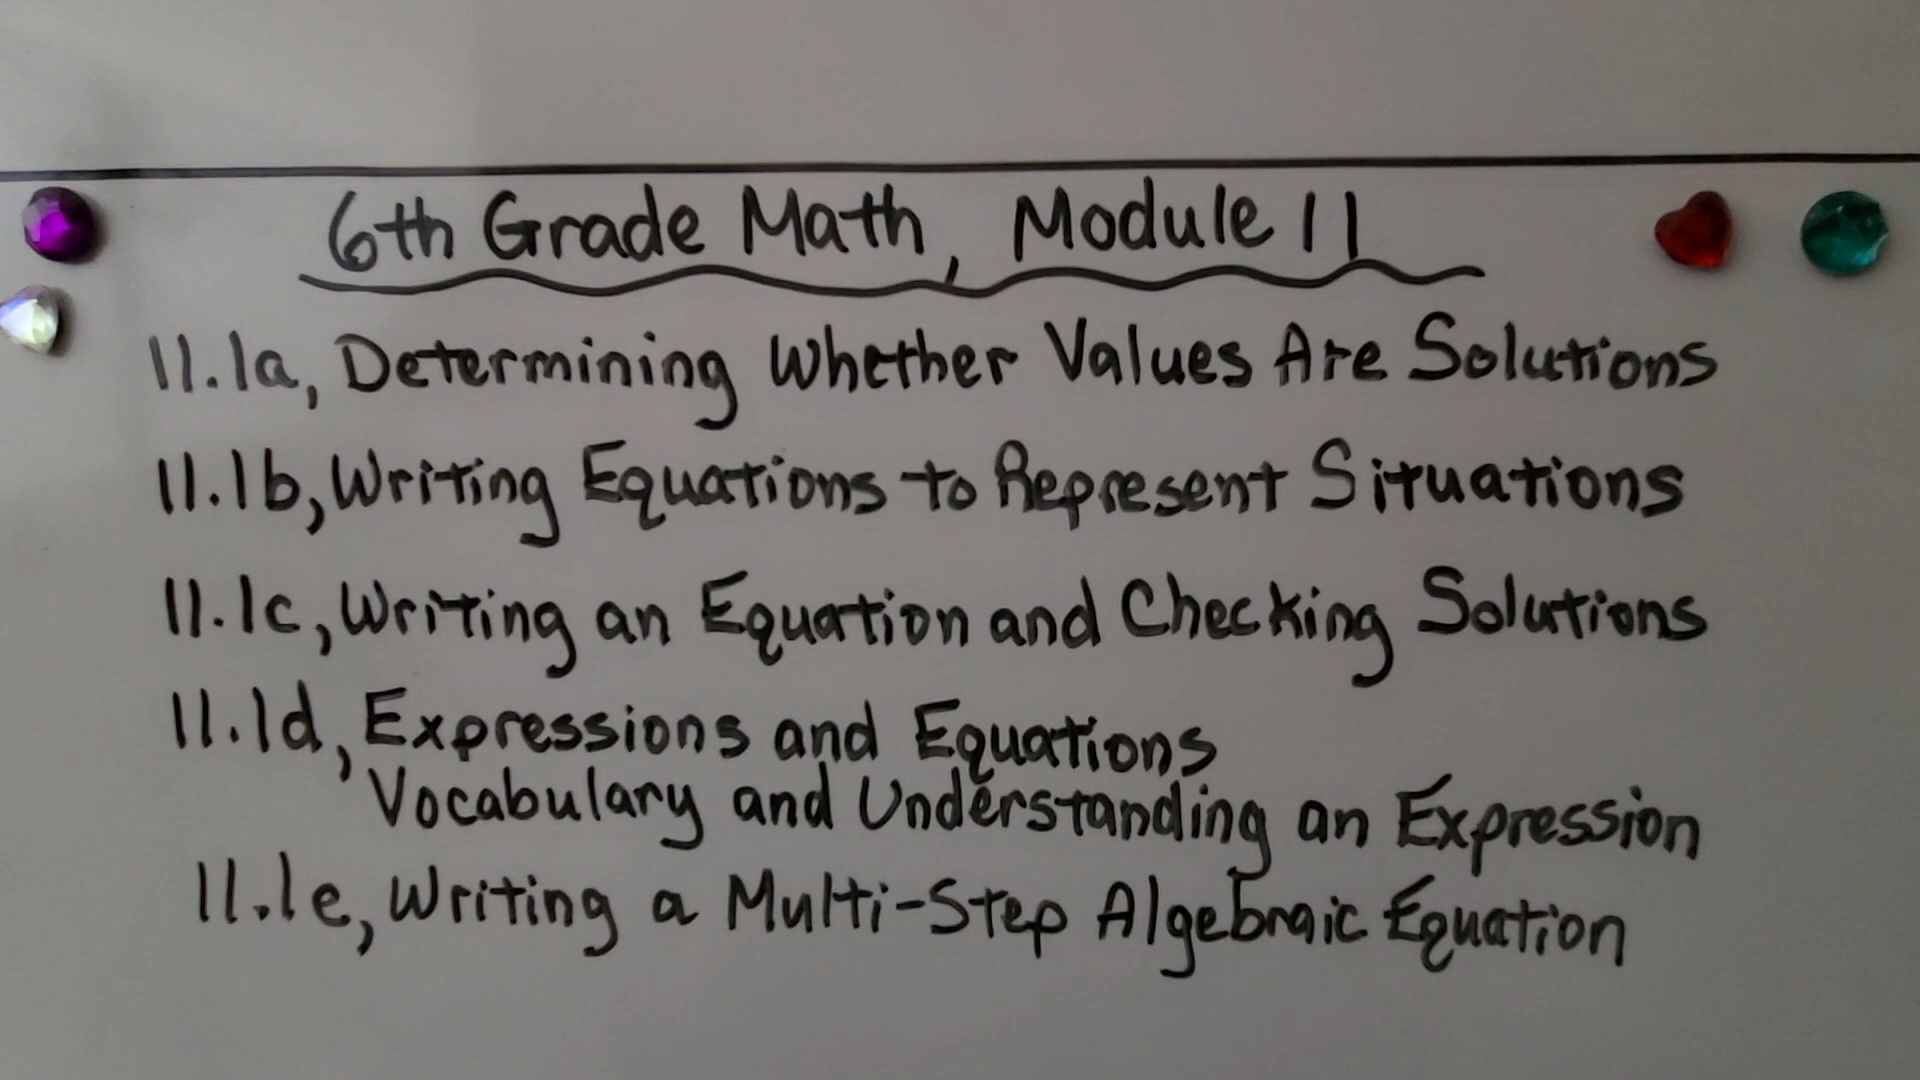 6th Grade Math, Module 11
11.1a, Determining Whether Values Are Solutions
11.1b, Writing Equations to Represent Situations
11.1c, Writing an Equation and Checking Solutions
11.1d, Expressions and Equations
Vocabulary and Understanding an Expression
11.1e, Writing a Multi-Step Algebraic Equation